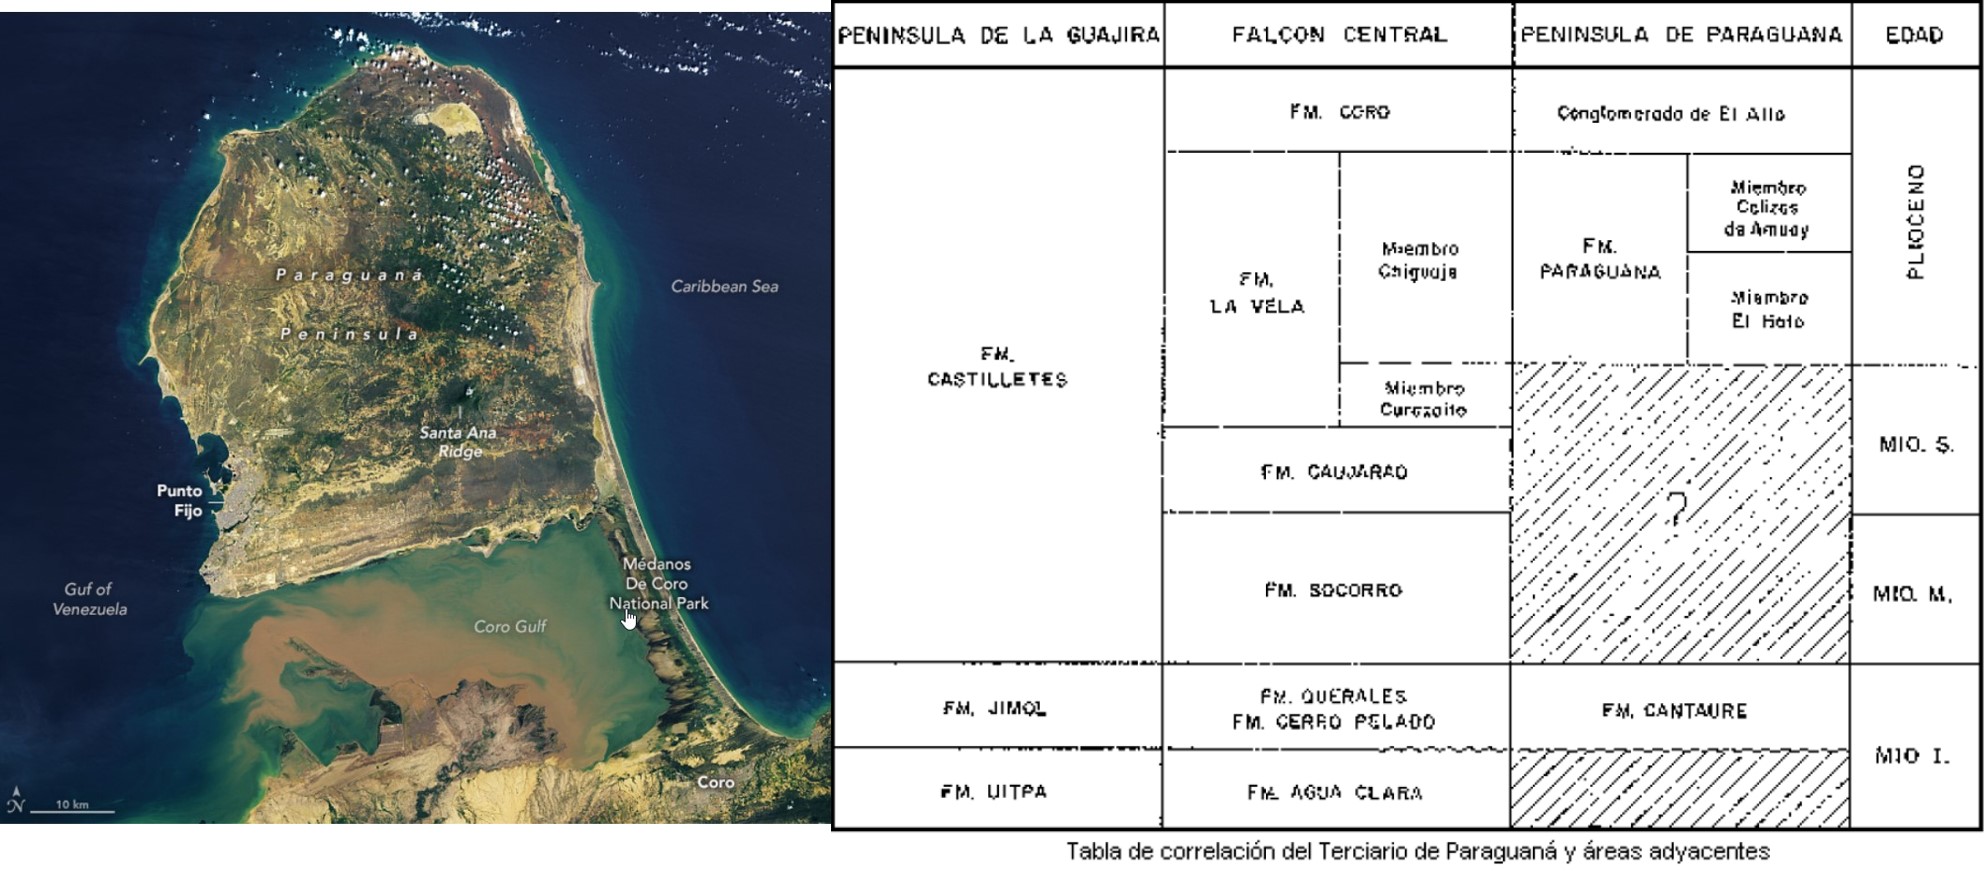 Paraguaná
Peninsula
Caribbean Sea
Santa Ana
Ridge
Punto
Fijo
Médanos
De Coro
National Park
Guf of
Venezuela
Coro Gulf
Coro
N
10 km
PENINSULA DE LA GUAJIRA
FALCON CENTRAL
PENINSULA DE PARAGUANA
EDAD
FM. CORO
Conglomerado de El Alto
FM.
CASTILLETES
FM.
LA VELA
Miembro
Chiguaje
Miembro
Curazaito
FM.
PARAGUANA
Miembro
Calizas
de Amuay
Miembro
El Hato
PLIOCENO
FM. CAUJARAO
MIO. S.
?
FM. SOCORRO
MIO. M.
FM. JIMOL
FM. QUERALES
FM. CERRO PELADO
FM. CANTAURE
MIO I.
FM. UITPA
FM. AGUA CLARA
Tabla de correlación del Terciario de Paraguaná y áreas adyacentes